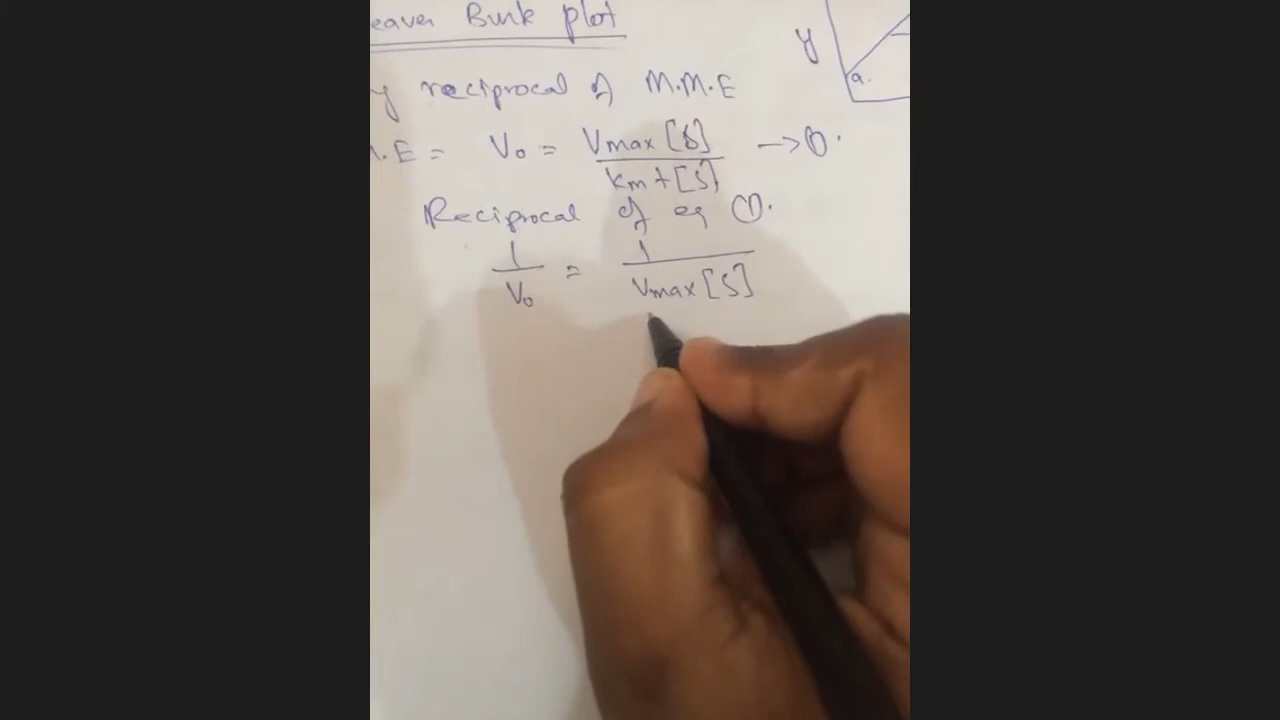 eaver Burk plot
y reciprocal of M.M.E
y
a.
.E = V₀ = Vmax [S] / Km + [S] → ①.
Reciprocal of eq ①.
1 / V₀ = 1 / Vmax [S]